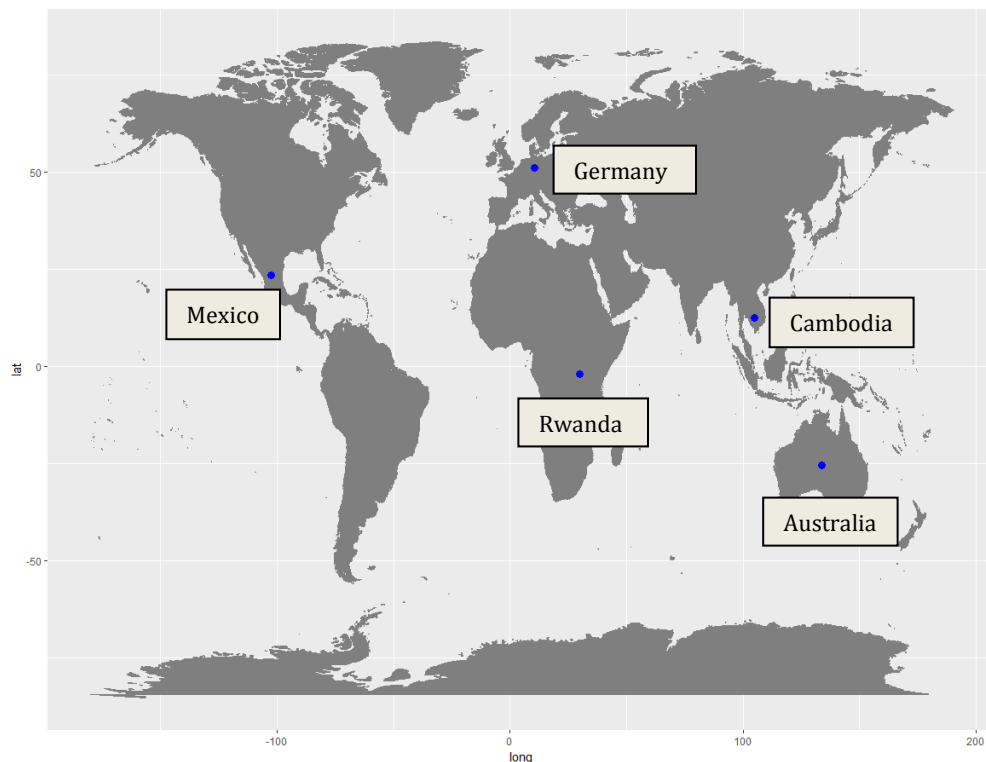 Germany
50
Mexico
Cambodia
lat
0
Rwanda
Australia
-50
-100
0
100
200
long